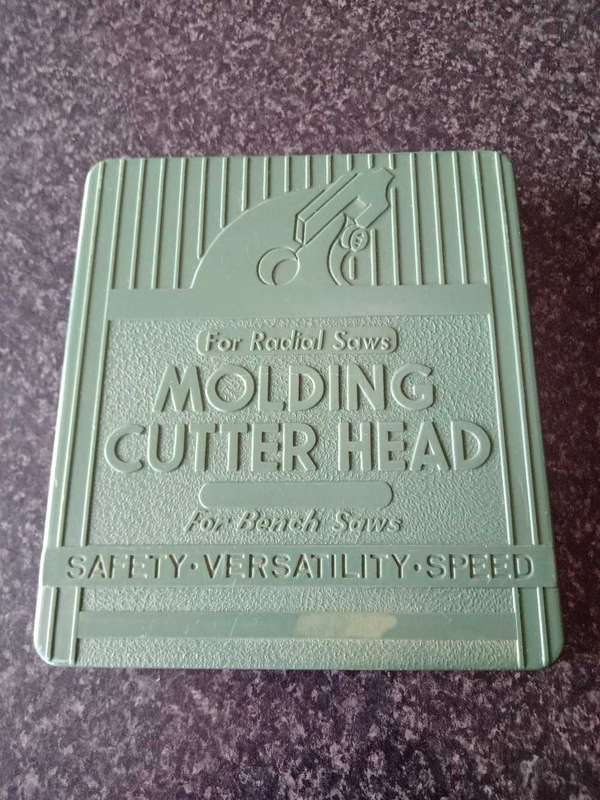 For Radial Saws
MOLDING
CUTTER HEAD
For Bench Saws
SAFETY·VERSATILITY·SPEED